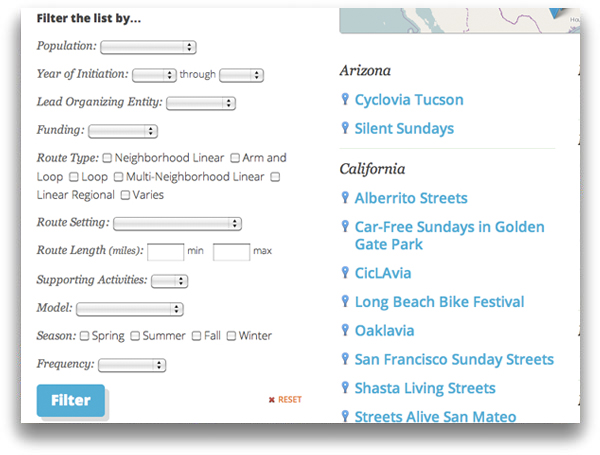 Filter the list by...
Population:
Year of Initiation: through
Lead Organizing Entity:
Funding:
Route Type: Neighborhood Linear Arm and
Loop Loop Multi-Neighborhood Linear
Linear Regional Varies
Route Setting:
Route Length (miles): min max
Supporting Activities:
Model:
Season: Spring Summer Fall Winter
Frequency:
Filter
✖ RESET
Arizona
Cyclovia Tucson
Silent Sundays
California
Alberrito Streets
Car-Free Sundays in Golden
Gate Park
CicLAvia
Long Beach Bike Festival
Oaklavia
San Francisco Sunday Streets
Shasta Living Streets
Streets Alive San Mateo